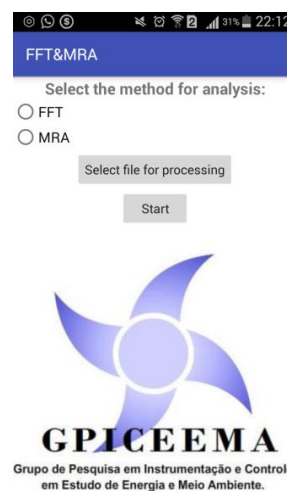 31% 22:12
FFT&MRA
Select the method for analysis:
FFT
MRA
Select file for processing
Start
GPICEEMA
Grupo de Pesquisa em Instrumentação e Control
em Estudo de Energia e Meio Ambiente.